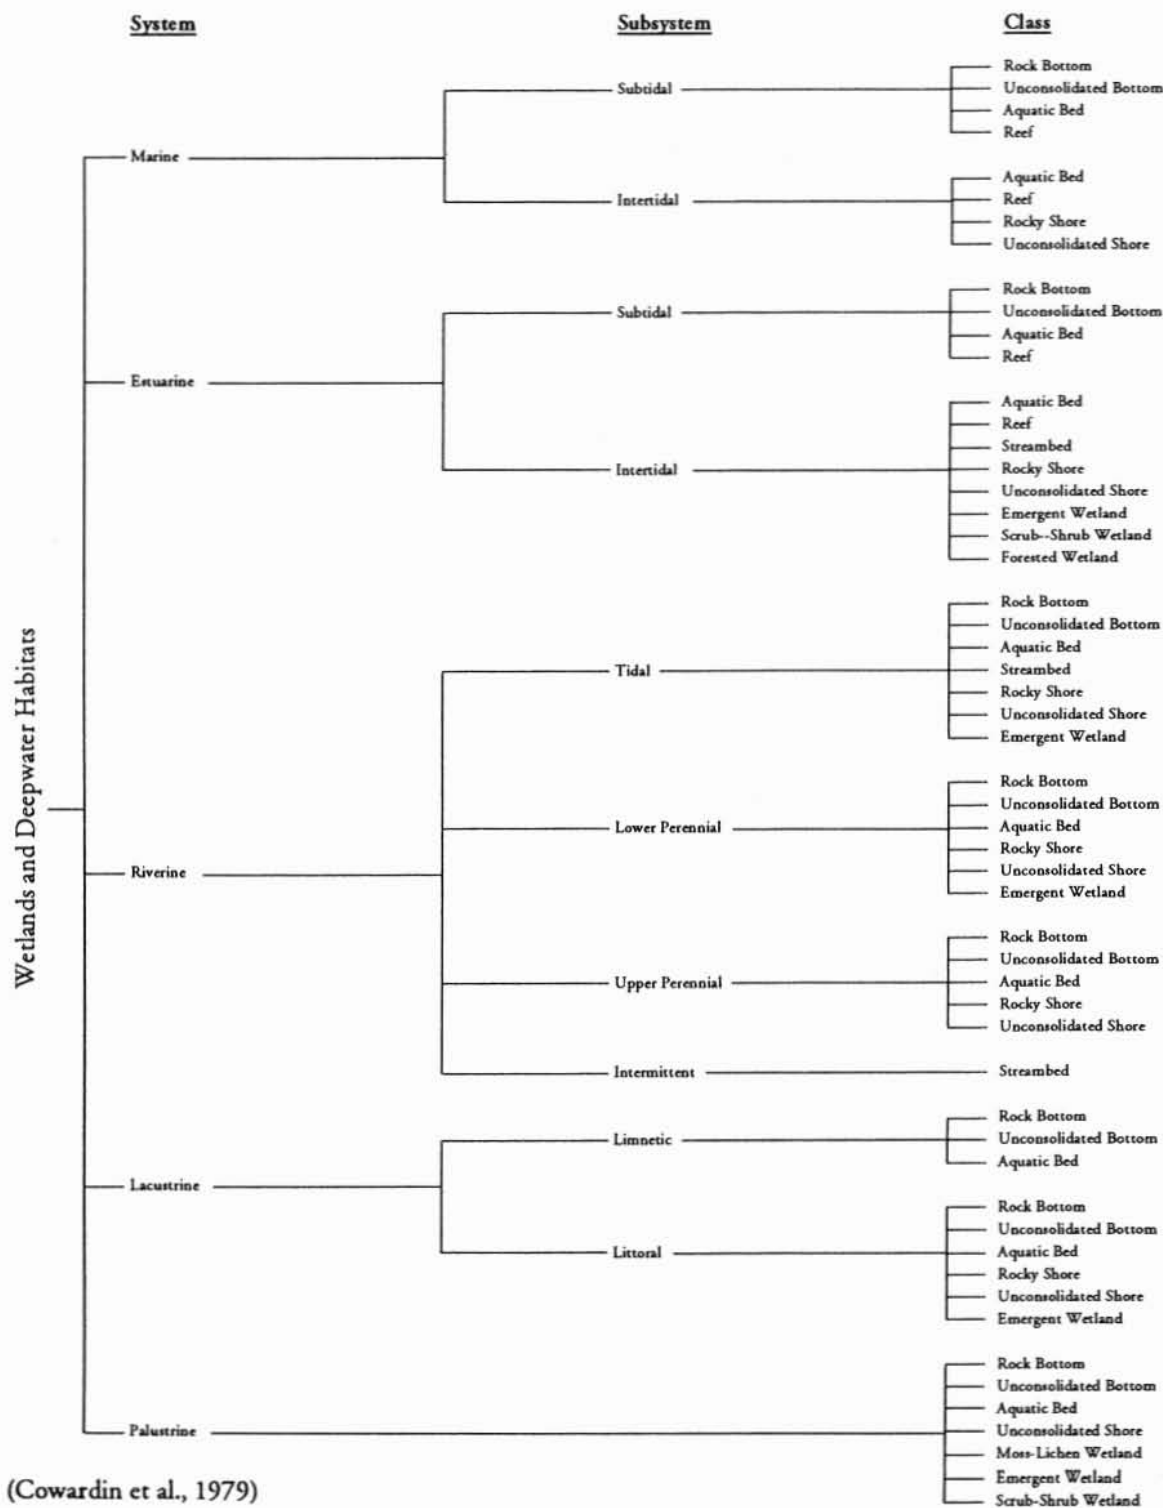 System Subsystem Class
Wetlands and Deepwater Habitats
Marine
Subtidal
Rock Bottom
Unconsolidated Bottom
Aquatic Bed
Reef
Intertidal
Aquatic Bed
Reef
Rocky Shore
Unconsolidated Shore
Estuarine
Subtidal
Rock Bottom
Unconsolidated Bottom
Aquatic Bed
Reef
Intertidal
Aquatic Bed
Reef
Streambed
Rocky Shore
Unconsolidated Shore
Emergent Wetland
Scrub--Shrub Wetland
Forested Wetland
Riverine
Tidal
Rock Bottom
Unconsolidated Bottom
Aquatic Bed
Streambed
Rocky Shore
Unconsolidated Shore
Emergent Wetland
Lower Perennial
Rock Bottom
Unconsolidated Bottom
Aquatic Bed
Rocky Shore
Unconsolidated Shore
Emergent Wetland
Upper Perennial
Rock Bottom
Unconsolidated Bottom
Aquatic Bed
Rocky Shore
Unconsolidated Shore
Intermittent
Streambed
Lacustrine
Limnetic
Rock Bottom
Unconsolidated Bottom
Aquatic Bed
Littoral
Rock Bottom
Unconsolidated Bottom
Aquatic Bed
Rocky Shore
Unconsolidated Shore
Emergent Wetland
Palustrine
Rock Bottom
Unconsolidated Bottom
Aquatic Bed
Unconsolidated Shore
Moss-Lichen Wetland
Emergent Wetland
Scrub-Shrub Wetland
(Cowardin et al., 1979)